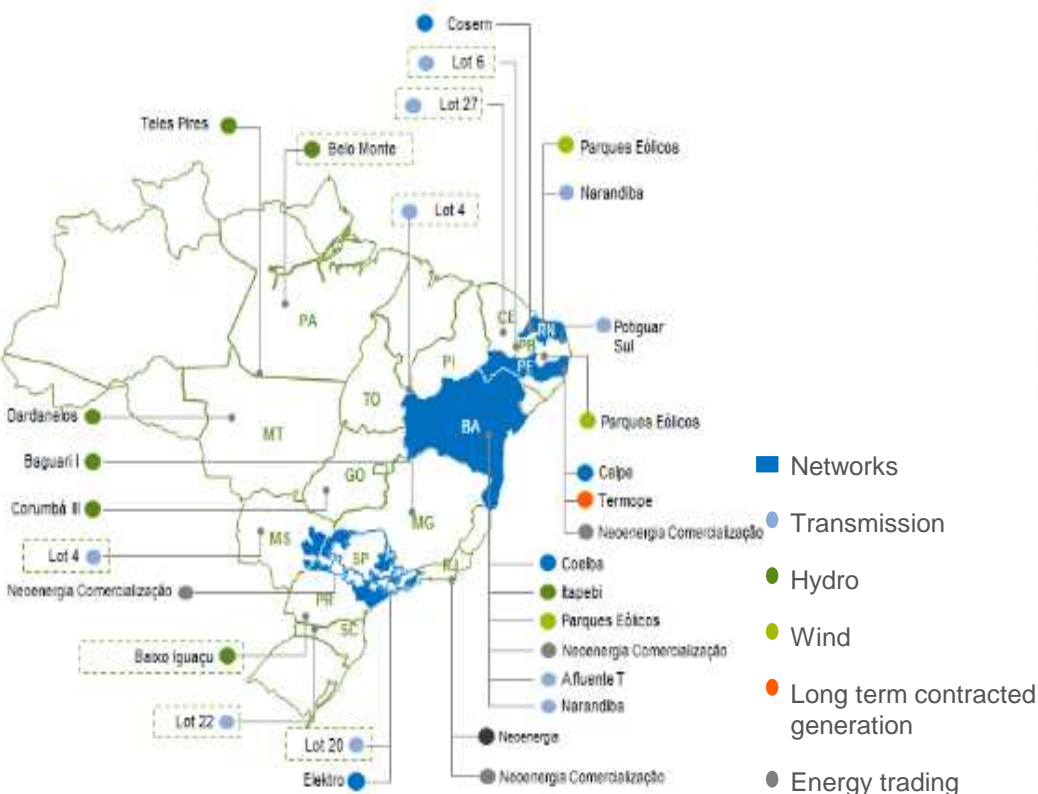 Cosern
Lot 6
Lot 27
Teles Pires
Belo Monte
Parques Eólicos
Narandiba
Lot 4
CE
RN
PB
PE
Potiguar
Sul
PA
PI
TO
BA
Dardanelos
MT
Parques Eólicos
Baguari I
GO
Celpe
Networks
Corumbá III
Termope
MG
Neoenergia Comercialização
Transmission
MS
Lot 4
SP
RJ
Coelba
Neoenergia Comercialização
Itapebi
Hydro
PR
Parques Eólicos
SC
Wind
Baixo Iguaçu
Neoenergia Comercialização
Afluente T
Long term contracted
generation
Narandiba
Lot 22
Neoenergia
Lot 20
Elektro
Neoenergia Comercialização
Energy trading